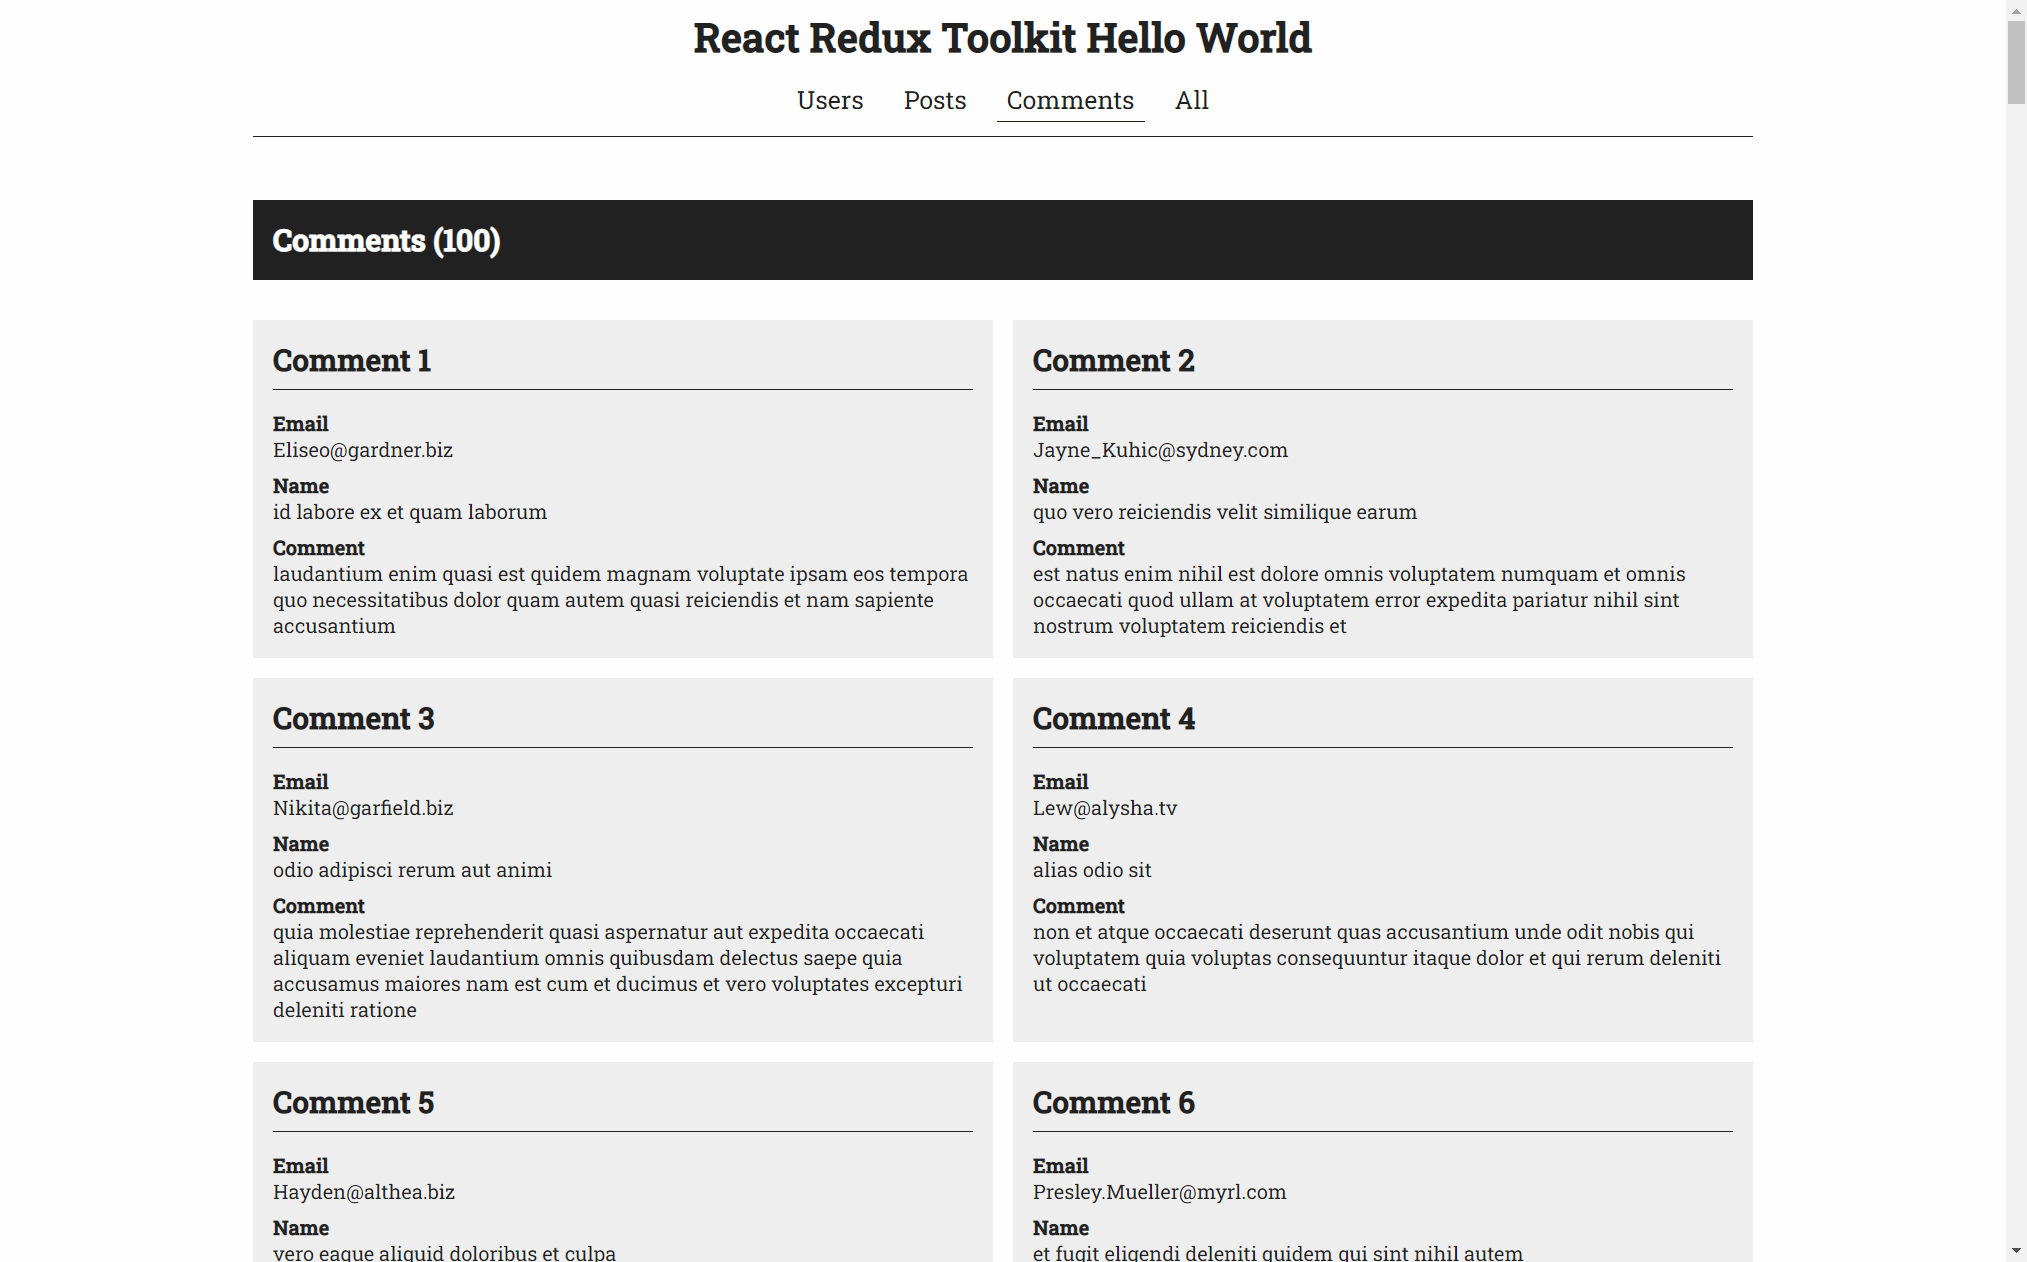 React Redux Toolkit Hello World
Users Posts Comments All
Comments (100)
Comment 1
Email
Eliseo@gardner.biz
Name
id labore ex et quam laborum
Comment
laudantium enim quasi est quidem magnam voluptate ipsam eos tempora
quo necessitatibus dolor quam autem quasi reiciendis et nam sapiente
accusantium
Comment 2
Email
Jayne_Kuhic@sydney.com
Name
quo vero reiciendis velit similique earum
Comment
est natus enim nihil est dolore omnis voluptatem numquam et omnis
occaecati quod ullam at voluptatem error expedita pariatur nihil sint
nostrum voluptatem reiciendis et
Comment 3
Email
Nikita@garfield.biz
Name
odio adipisci rerum aut animi
Comment
quia molestiae reprehenderit quasi aspernatur aut expedita occaecati
aliquam eveniet laudantium omnis quibusdam delectus saepe quia
accusamus maiores nam est cum et ducimus et vero voluptates excepturi
deleniti ratione
Comment 4
Email
Lew@alysha.tv
Name
alias odio sit
Comment
non et atque occaecati deserunt quas accusantium unde odit nobis qui
voluptatem quia voluptas consequuntur itaque dolor et qui rerum deleniti
ut occaecati
Comment 5
Email
Hayden@althea.biz
Name
vero eaque aliquid doloribus et culpa
Comment 6
Email
Presley.Mueller@myrl.com
Name
et fugit eligendi deleniti quidem qui sint nihil autem